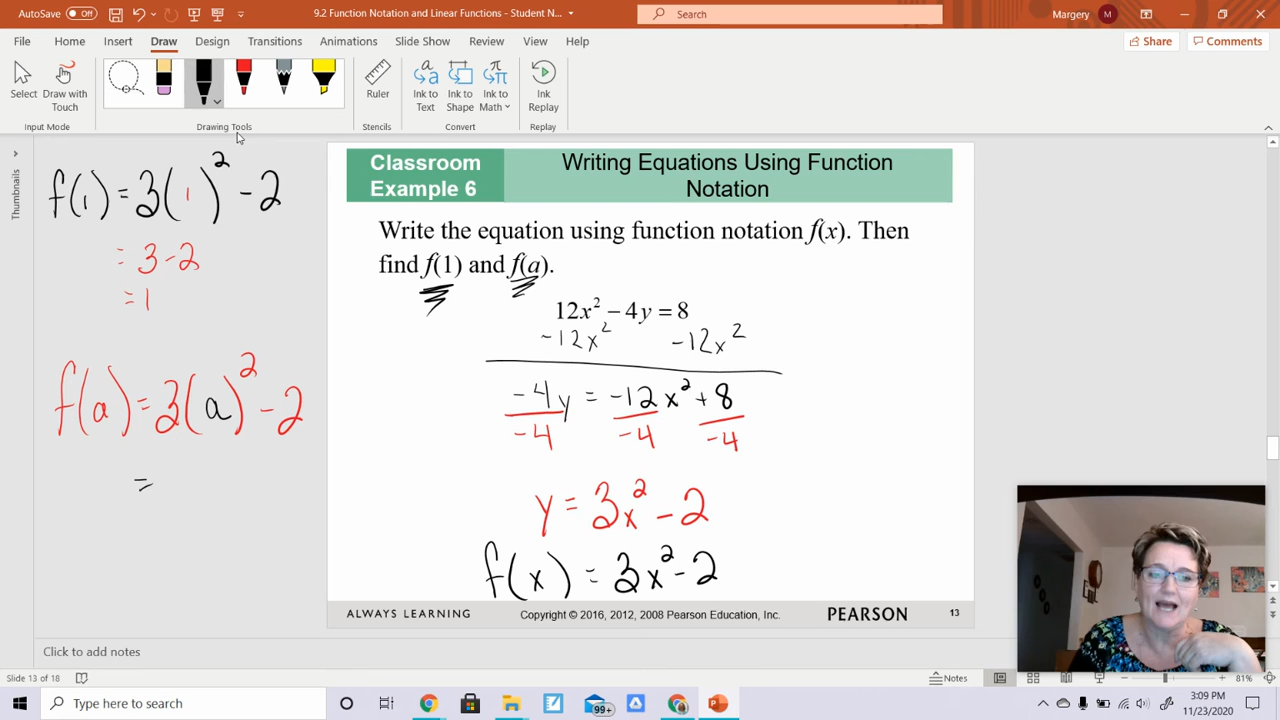 AutoSave Off
9.2 Function Notation and Linear Functions - Student N...
Search
Margery M
File Home Insert Draw Design Transitions Animations Slide Show Review View Help
Share Comments
Select Draw with Touch
Ruler
Ink to Text
Ink to Shape
Ink to Math
Ink Replay
Input Mode Drawing Tools Stencils Convert Replay
Thumbnails
f(1) = 3(1)² - 2
= 3 - 2
= 1
f(a) = 3(a)² - 2
=
Classroom Example 6
Writing Equations Using Function
Notation
Write the equation using function notation f(x). Then
find f(1) and f(a).
12x² − 4y = 8
-12x² -12x²
-4y = -12x² + 8
-4 -4 -4
y = 3x² - 2
f(x) = 3x² - 2
ALWAYS LEARNING Copyright © 2016, 2012, 2008 Pearson Education, Inc. PEARSON 13
Click to add notes
Slide 13 of 18 Notes 81%
Type here to search
99+
3:09 PM
11/23/2020